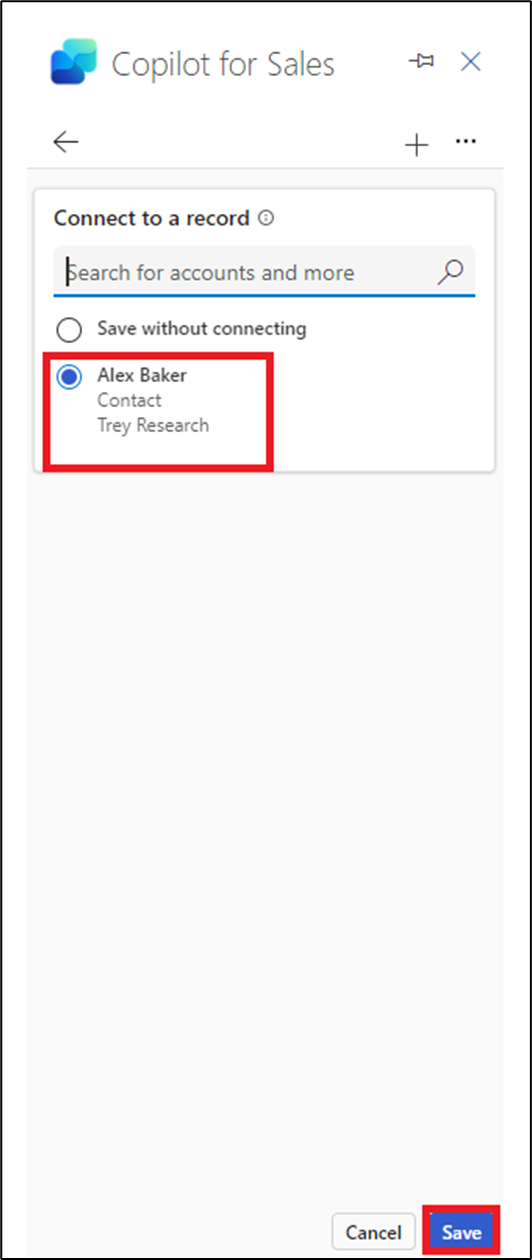 Copilot for Sales
Connect to a record
Search for accounts and more
Save without connecting
Alex Baker
Contact
Trey Research
Cancel
Save